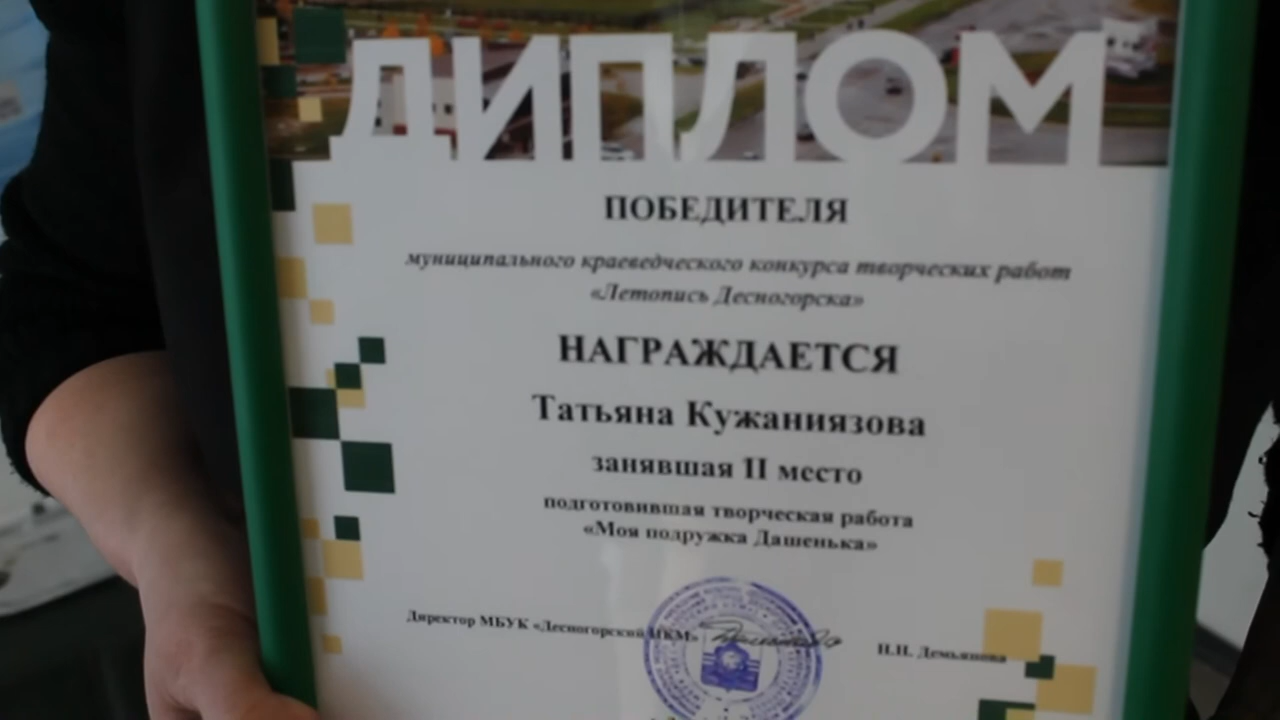 ДИПЛОМ
ПОБЕДИТЕЛЯ
муниципального краеведческого конкурса творческих работ
«Летопись Десногорска»
НАГРАЖДАЕТСЯ
Татьяна Кужаниязова
занявшая II место
подготовившая творческая работа
«Моя подружка Дашенька»
Директор МБУК «Десногорский ИКМ» Н.Н. Демьянова